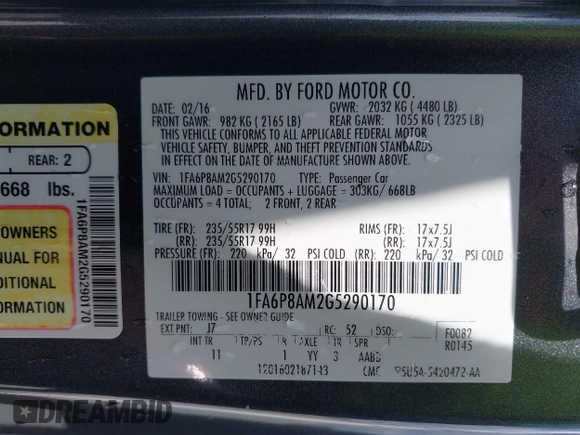 MFD. BY FORD MOTOR CO.
DATE: 02/16 GVWR: 2032 KG ( 4480 LB)
FRONT GAWR: 982 KG ( 2165 LB) REAR GAWR: 1055 KG ( 2325 LB)
THIS VEHICLE CONFORMS TO ALL APPLICABLE FEDERAL MOTOR
VEHICLE SAFETY, BUMPER, AND THEFT PREVENTION STANDARDS
IN EFFECT ON THE DATE OF MANUFACTURE SHOWN ABOVE.
VIN: 1FA6P8AM2G5290170 TYPE: Passenger Car
MAXIMUM LOAD = OCCUPANTS + LUGGAGE = 303KG/ 668LB
OCCUPANTS = 4 TOTAL; 2 FRONT, 2 REAR
TIRE (FR): 235/55R17 99H RIMS (FR): 17x7.5J
(RR): 235/55R17 99H (RR): 17x7.5J
PRESSURE (FR): 220 kPa/ 32 PSI COLD (RR) 220 kPa/ 32 PSI COLD
1FA6P8AM2G5290170
TRAILER TOWING - SEE OWNER GUIDE
EXT PNT: J7 RC: 52 DSO: F0082
R0145
INT TR TP/PS R AXLE TR SPR
11 1 YY 3 AABB
ORMATION
REAR: 2
668 lbs.
OWNERS
NUAL FOR
DITIONAL
RMATION
1FA6P8AM2G5290170
DREAMBID